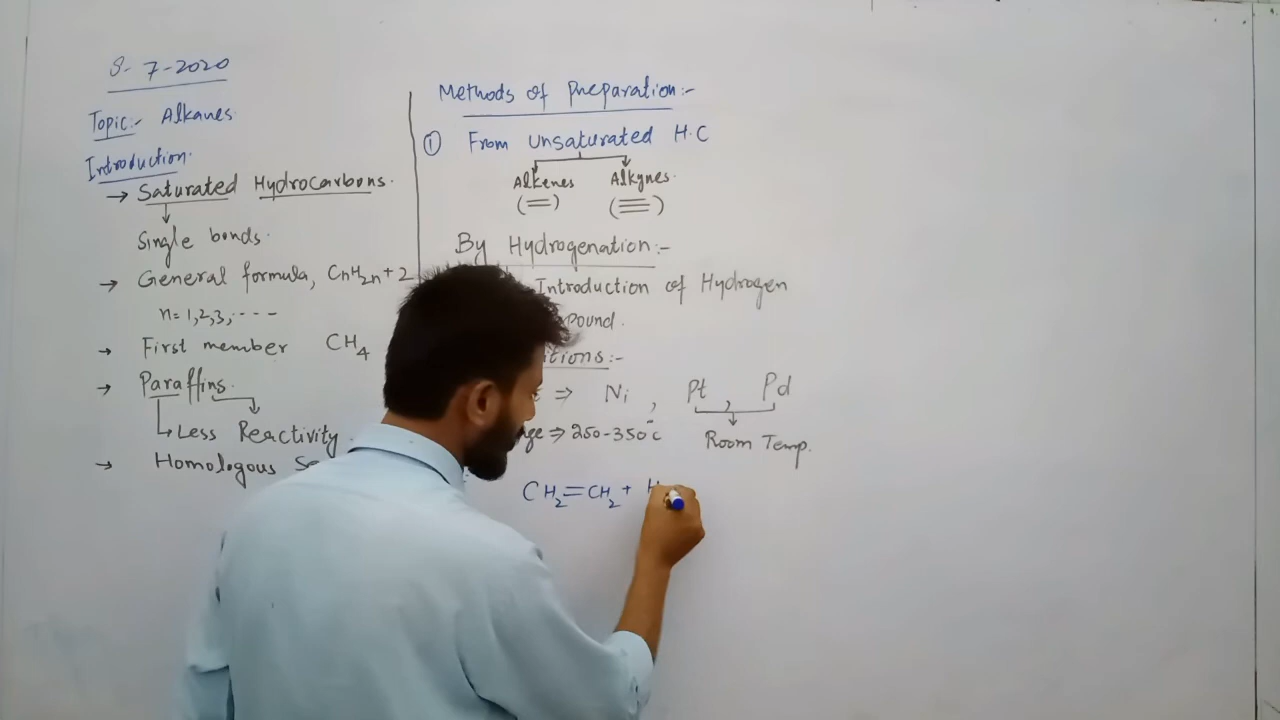 8-7-2020
Topic:- Alkanes
Introduction.
→ Saturated Hydrocarbons.
Single bonds.
→ General formula, CnH2n+2
n=1,2,3,----
→ First member CH4
→ Paraffins.
Less Reactivity
→ Homologous
Methods of Preparation:-
① From Unsaturated H.C
Alkenes Alkynes.
(=) (≡)
By Hydrogenation:-
Introduction of Hydrogen
⇒ Ni, Pt, Pd
⇒ 250-350°C Room Temp.
CH2=CH2 + H